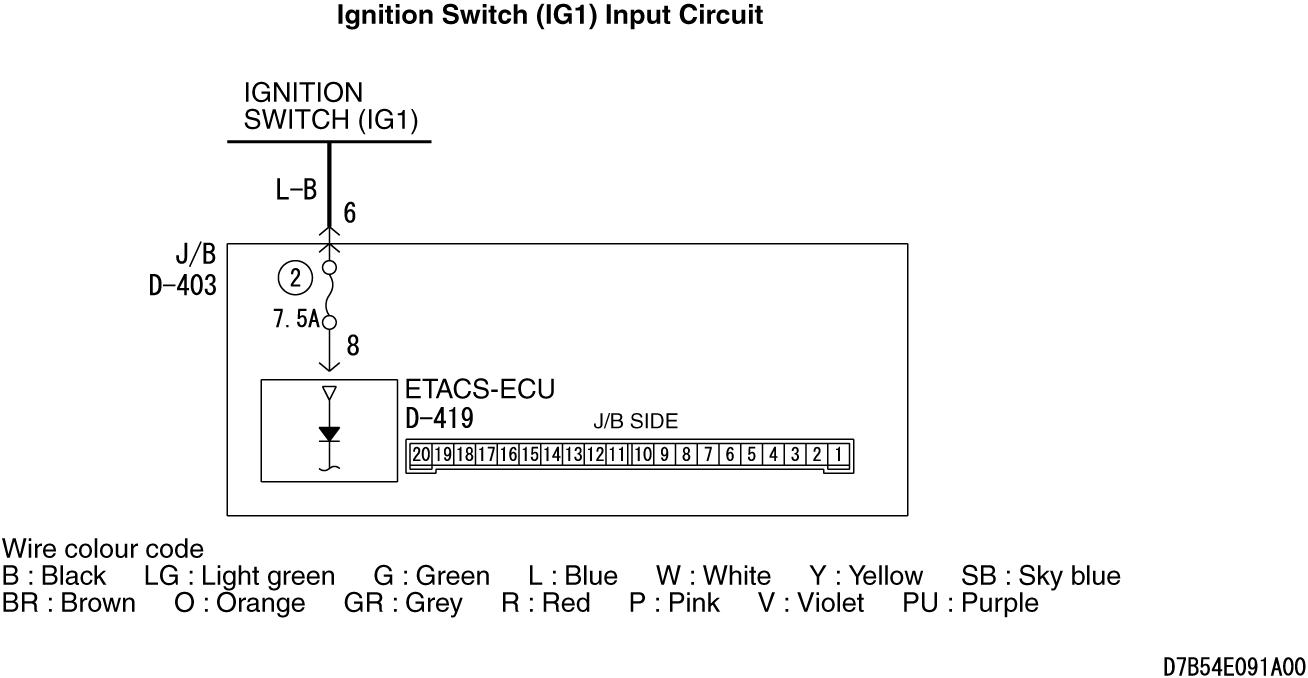 Ignition Switch (IG1) Input Circuit
IGNITION
SWITCH (IG1)
L-B
6
J/B
D-403
2
7.5A
8
ETACS-ECU
D-419
J/B SIDE
20 19 18 17 16 15 14 13 12 11 10 9 8 7 6 5 4 3 2 1
Wire colour code
B : Black LG : Light green G : Green L : Blue W : White Y : Yellow SB : Sky blue
BR : Brown O : Orange GR : Grey R : Red P : Pink V : Violet PU : Purple
D7B54E091A00